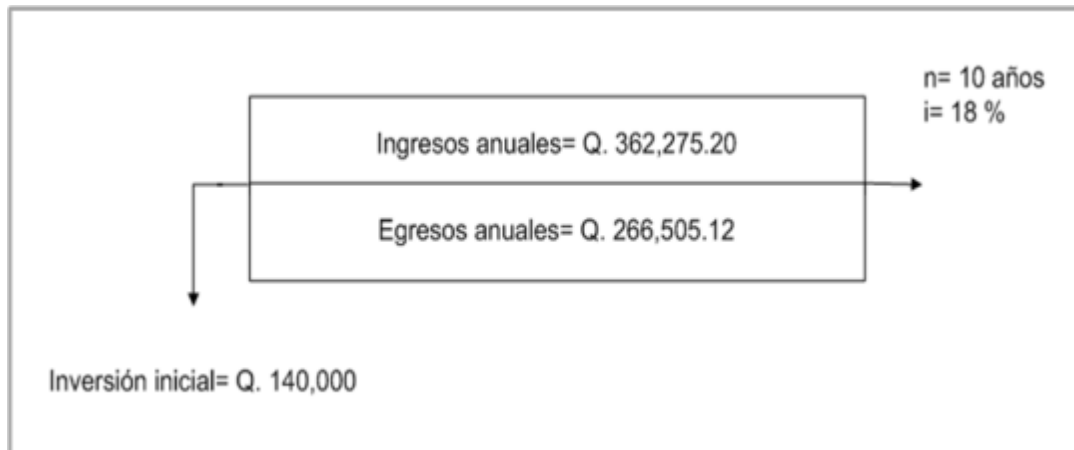 n= 10 años
i= 18 %
Ingresos anuales= Q. 362,275.20
Egresos anuales= Q. 266,505.12
Inversión inicial= Q. 140,000